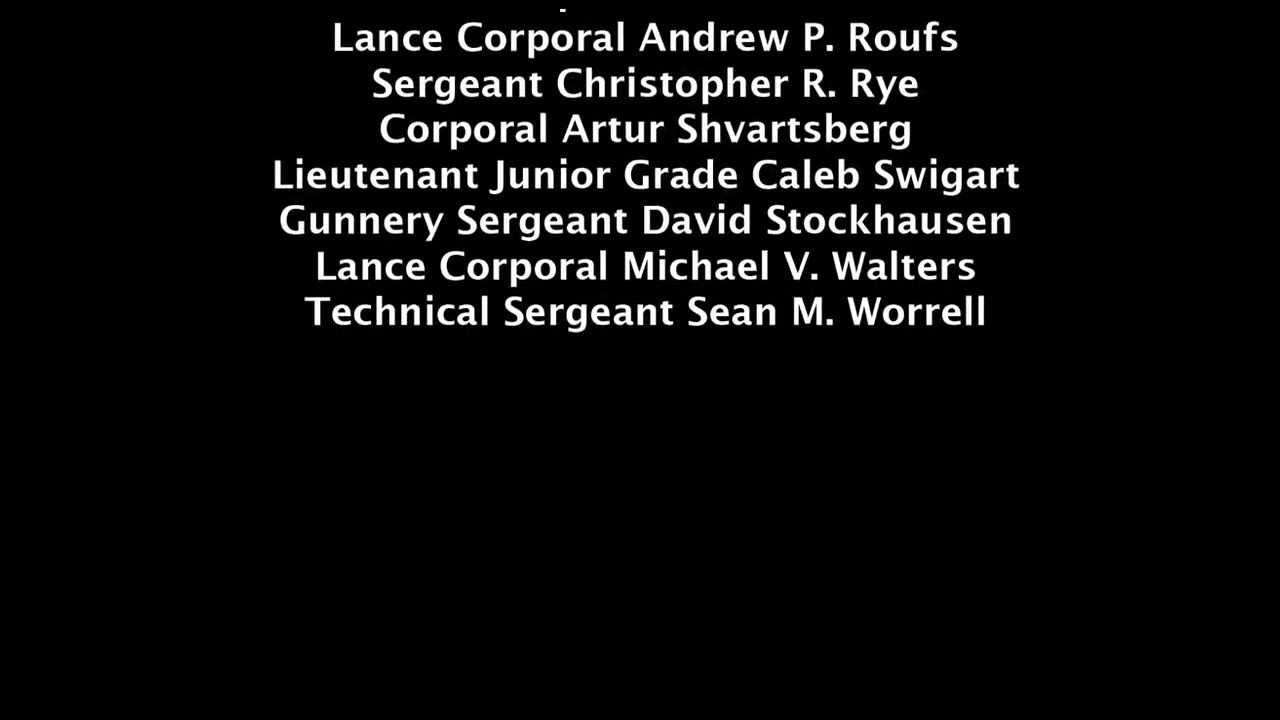 Lance Corporal Andrew P. Roufs
Sergeant Christopher R. Rye
Corporal Artur Shvartsberg
Lieutenant Junior Grade Caleb Swigart
Gunnery Sergeant David Stockhausen
Lance Corporal Michael V. Walters
Technical Sergeant Sean M. Worrell